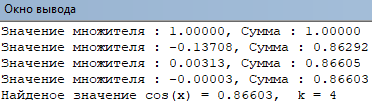 Окно вывода
Значение множителя : 1.00000, Сумма : 1.00000
Значение множителя : -0.13708, Сумма : 0.86292
Значение множителя : 0.00313, Сумма : 0.86605
Значение множителя : -0.00003, Сумма : 0.86603
Найденое значение cos(x) = 0.86603,  k = 4